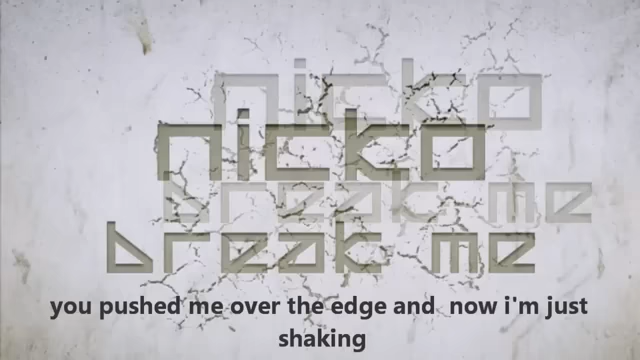 nicko
nicko
break me
break me
you pushed me over the edge and  now i'm just
shaking